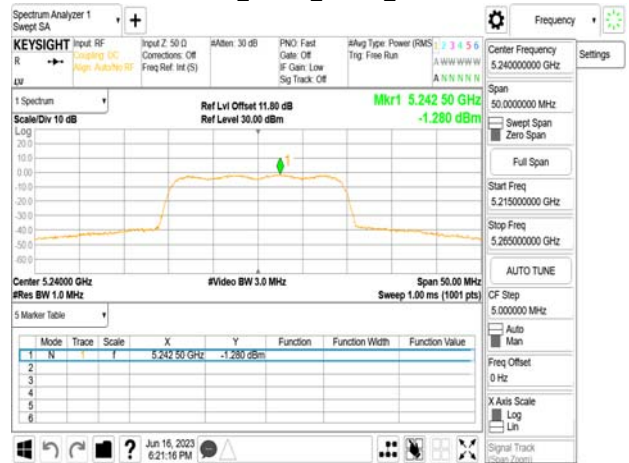 Spectrum Analyzer 1
Swept SA
Frequency
KEYSIGHT
Input: RF
Input Z: 50 Ω
#Atten: 30 dB
PNO: Fast
#Avg Type: Power (RMS
1 2 3 4 5 6
R
Coupling: DC
Corrections: Off
Gate: Off
Trig: Free Run
A W W W W W
Align: Auto/No RF
Freq Ref: Int (S)
IF Gain: Low
Sig Track: Off
A N N N N N
Center Frequency
5.240000000 GHz
Settings
Span
50.0000000 MHz
Swept Span
Zero Span
Full Span
Start Freq
5.215000000 GHz
Stop Freq
5.265000000 GHz
AUTO TUNE
CF Step
5.000000 MHz
Auto
Man
Freq Offset
0 Hz
X Axis Scale
Log
Lin
Signal Track
(Span Zoom)
1 Spectrum
Ref Lvl Offset 11.80 dB
Mkr1 5.242 50 GHz
Scale/Div 10 dB
Ref Level 30.00 dBm
-1.280 dBm
Log
20.0
10.0
0.00
-10.0
-20.0
-30.0
-40.0
-50.0
-60.0
1
Center 5.24000 GHz
#Video BW 3.0 MHz
Span 50.00 MHz
#Res BW 1.0 MHz
Sweep 1.00 ms (1001 pts)
5 Marker Table
Mode Trace Scale X Y Function Function Width Function Value
1 N 1 f 5.242 50 GHz -1.280 dBm
2
3
4
5
6
?
Jun 16, 2023
6:21:16 PM